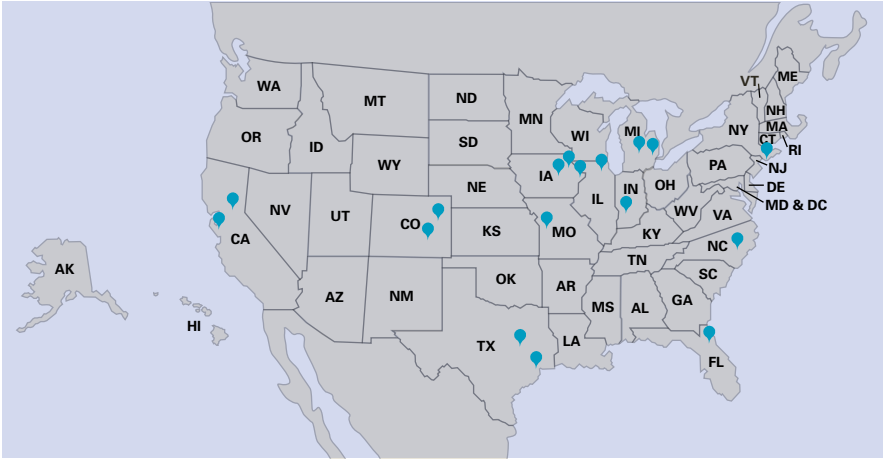 WA
MT
ND
MN
VT
ME
OR
ID
SD
WI
MI
NY
NH
MA
CT
RI
WY
IA
NE
PA
NJ
OH
DE
IL
IN
MD & DC
NV
UT
CO
WV
VA
CA
KS
MO
KY
NC
TN
AK
OK
AR
SC
AZ
NM
MS
AL
GA
HI
TX
LA
FL